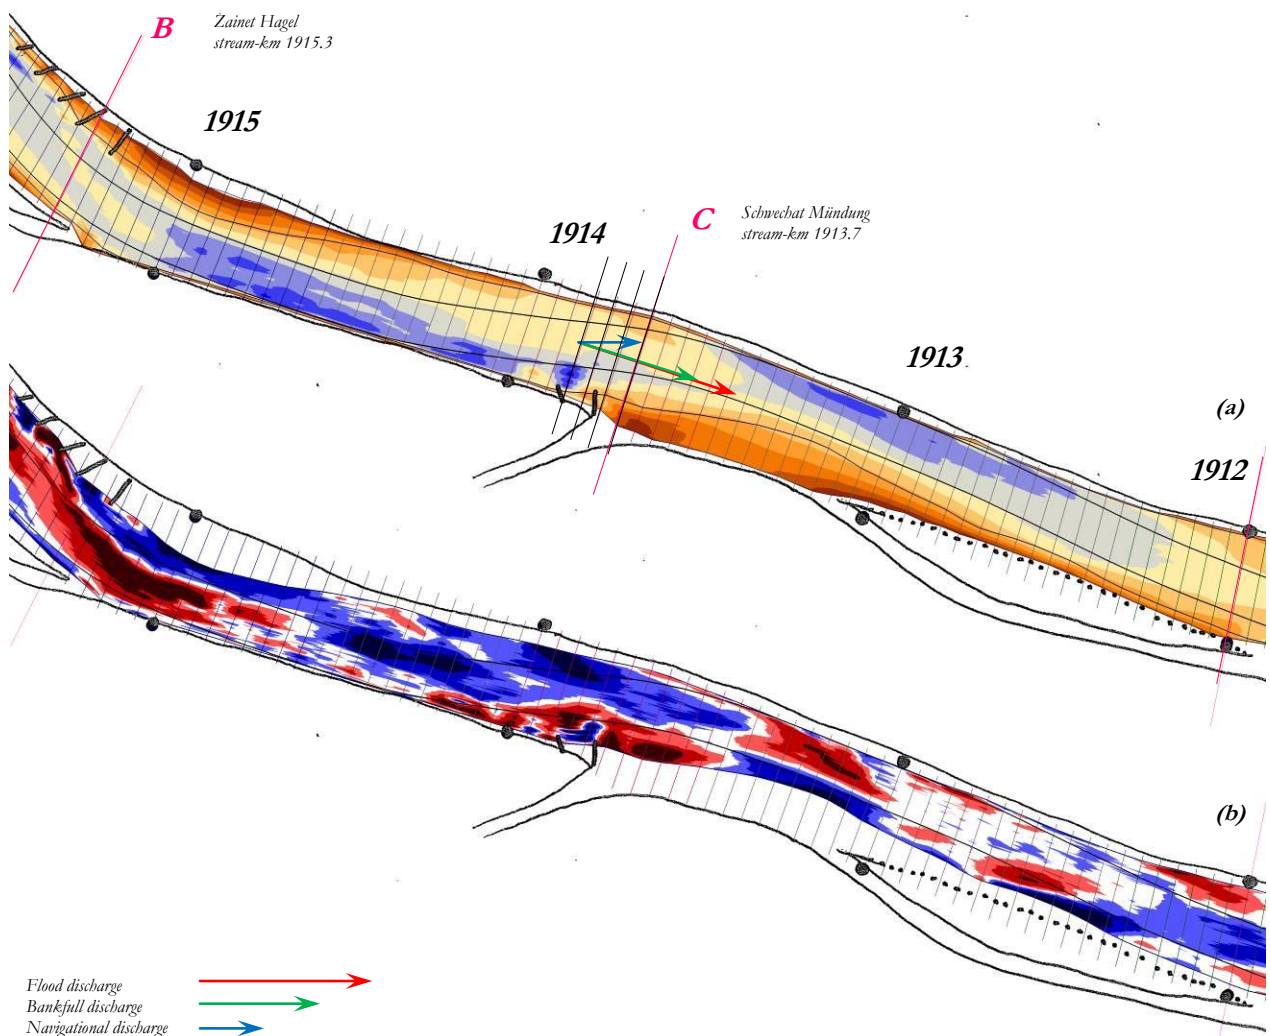 B
Zainet Hagel
stream-km 1915.3
1915
1914
C
Schwechat Mündung
stream-km 1913.7
1913
(a)
1912
(b)
Flood discharge
Bankfull discharge
Navigational discharge